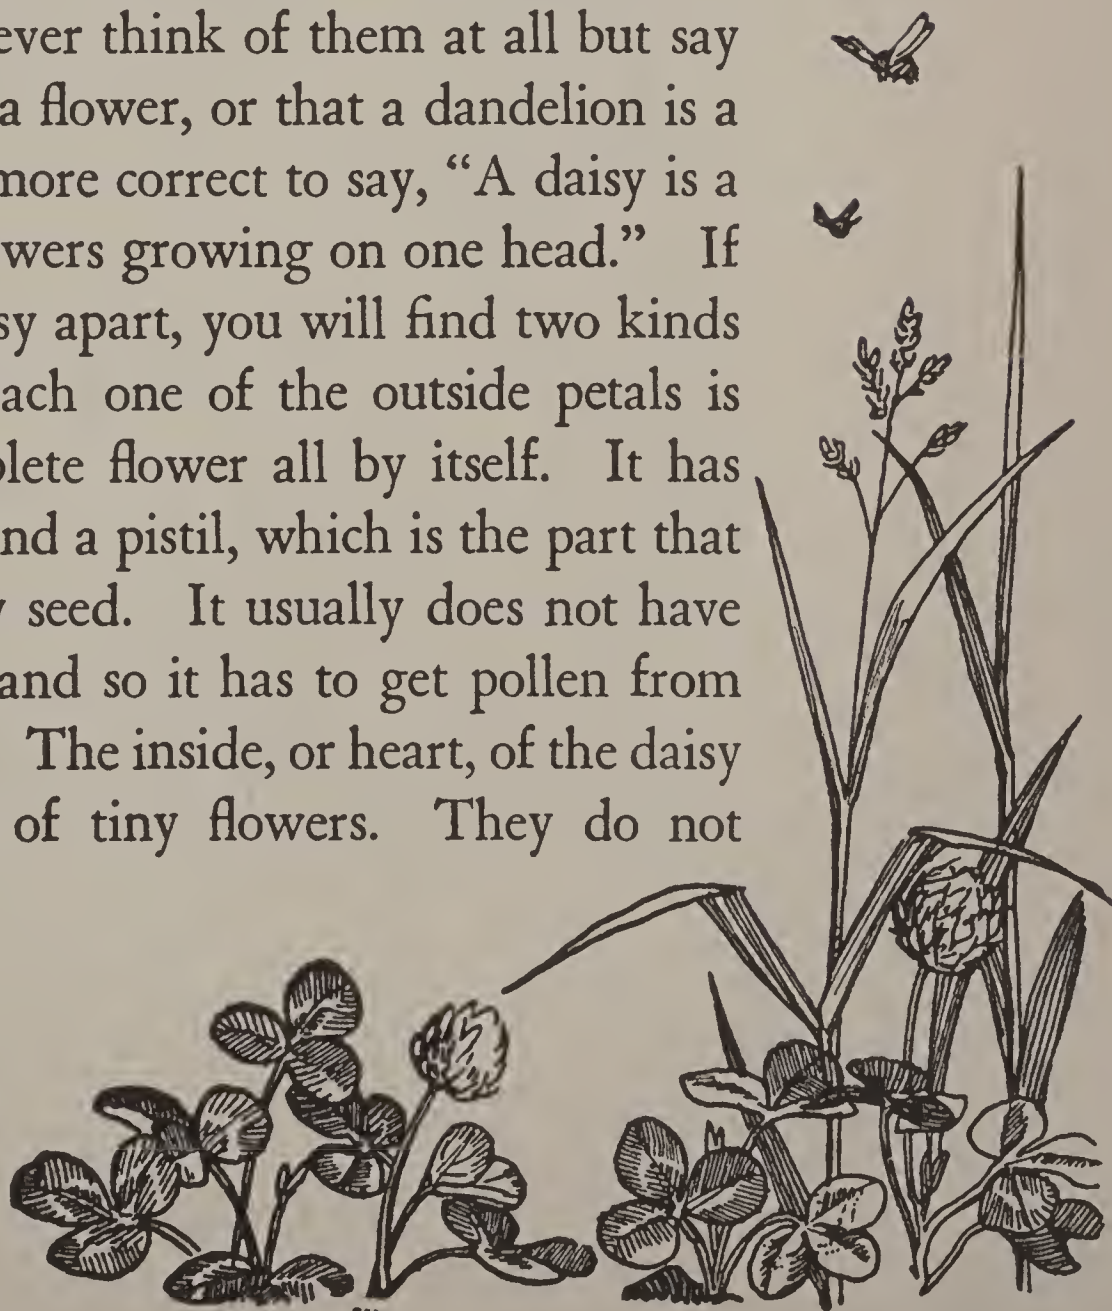 ever think of them at all but say
a flower, or that a dandelion is a
more correct to say, “A daisy is a
wers growing on one head.” If
sy apart, you will find two kinds
ach one of the outside petals is
plete flower all by itself. It has
nd a pistil, which is the part that
seed. It usually does not have
and so it has to get pollen from
The inside, or heart, of the daisy
of tiny flowers. They do not